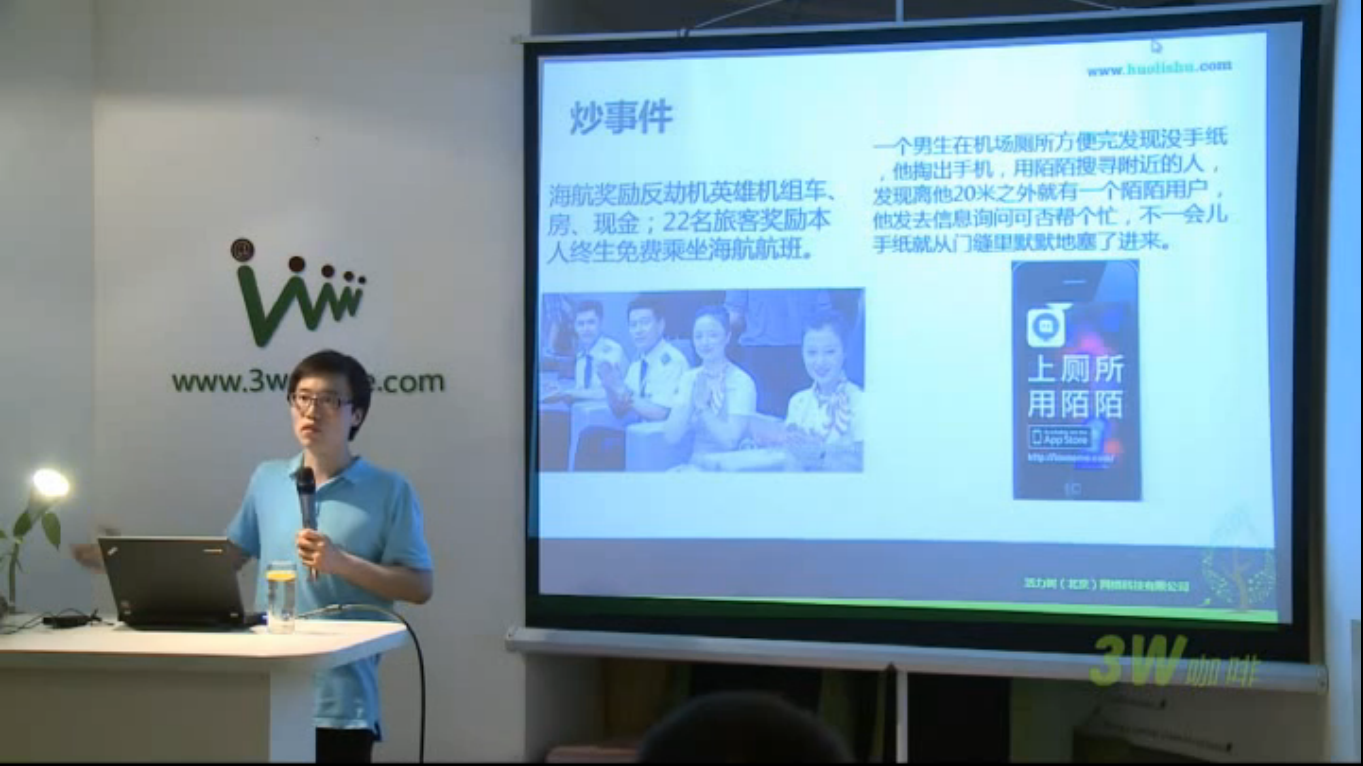 www.huolishu.com
炒事件
海航奖励反劫机英雄机组车、
房、现金；22名旅客奖励本
人终生免费乘坐海航航班。
一个男生在机场厕所方便完发现没手纸
，他掏出手机，用陌陌搜寻附近的人，
发现离他20米之外就有一个陌陌用户，
他发去信息询问可否帮个忙，不一会儿
手纸就从门缝里默默地塞了进来。
上厕所
用陌陌
App Store
活力树（北京）网络科技有限公司
www.3w
e.com
3W咖啡